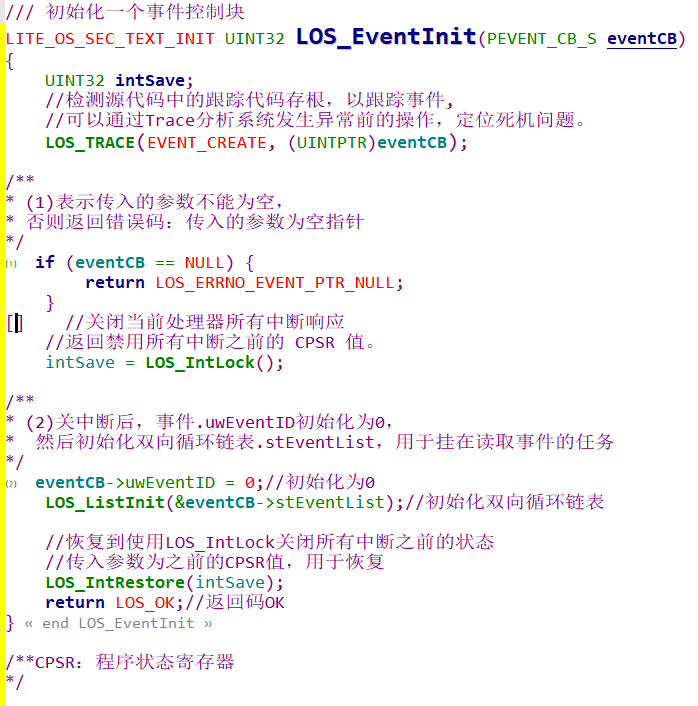 /// 初始化一个事件控制块
LITE_OS_SEC_TEXT_INIT UINT32 LOS_EventInit(PEVENT_CB_S eventCB)
{
    UINT32 intSave;
    //检测源代码中的跟踪代码存根，以跟踪事件,
    //可以通过Trace分析系统发生异常前的操作，定位死机问题。
    LOS_TRACE(EVENT_CREATE, (UINTPTR)eventCB);

/**
* (1)表示传入的参数不能为空，
* 否则返回错误码：传入的参数为空指针
*/
(1) if (eventCB == NULL) {
        return LOS_ERRNO_EVENT_PTR_NULL;
    }
[]    //关闭当前处理器所有中断响应
    //返回禁用所有中断之前的 CPSR 值。
    intSave = LOS_IntLock();

/**
* (2)关中断后，事件.uwEventID初始化为0，
*  然后初始化双向循环链表.stEventList，用于挂在读取事件的任务
*/
(2) eventCB->uwEventID = 0;//初始化为0
    LOS_ListInit(&eventCB->stEventList);//初始化双向循环链表

    //恢复到使用LOS_IntLock关闭所有中断之前的状态
    //传入参数为之前的CPSR值，用于恢复
    LOS_IntRestore(intSave);
    return LOS_OK;//返回码OK
} « end LOS_EventInit »

/**CPSR：程序状态寄存器
*/